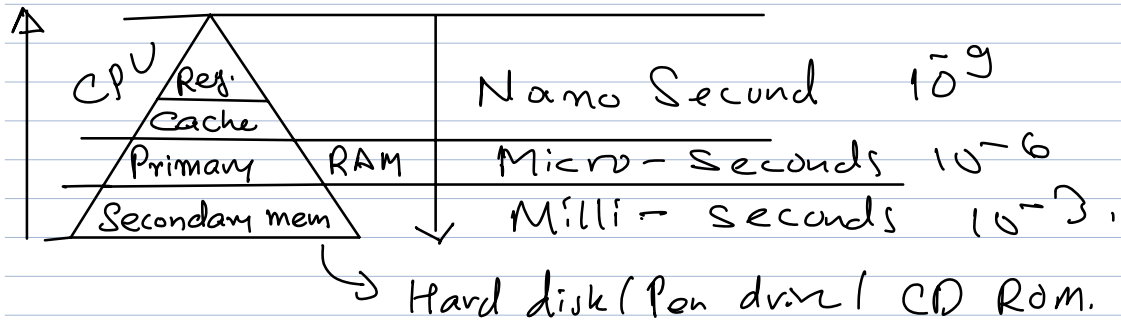 CPU Reg. Nano Second 10^-9
Cache
Primary RAM Micro-Seconds 10^-6
Secondary mem Milli- seconds 10^-3.
Hard disk / Pen drive / CD ROM.